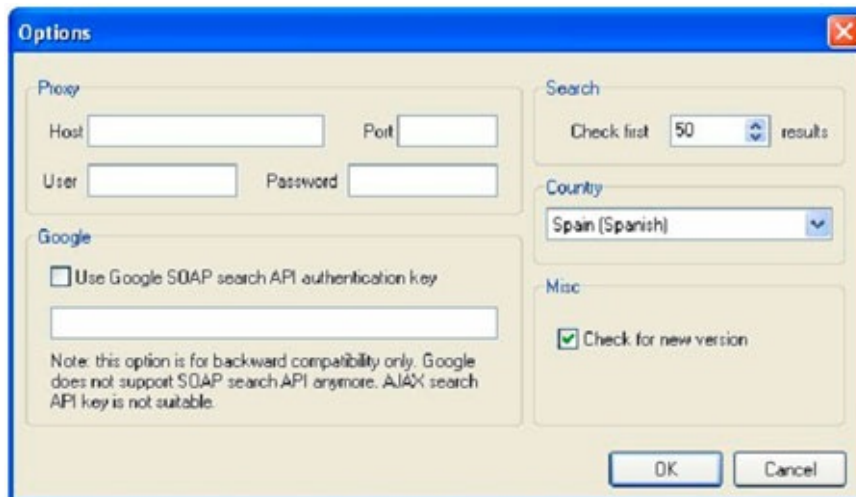 Options
Proxy
Host
Port
User
Password
Google
Use Google SOAP search API authentication key
Note: this option is for backward compatibility only. Google
does not support SOAP search API anymore. AJAX search
API key is not suitable.
Search
Check first 50 results
Country
Spain (Spanish)
Misc
Check for new version
OK
Cancel